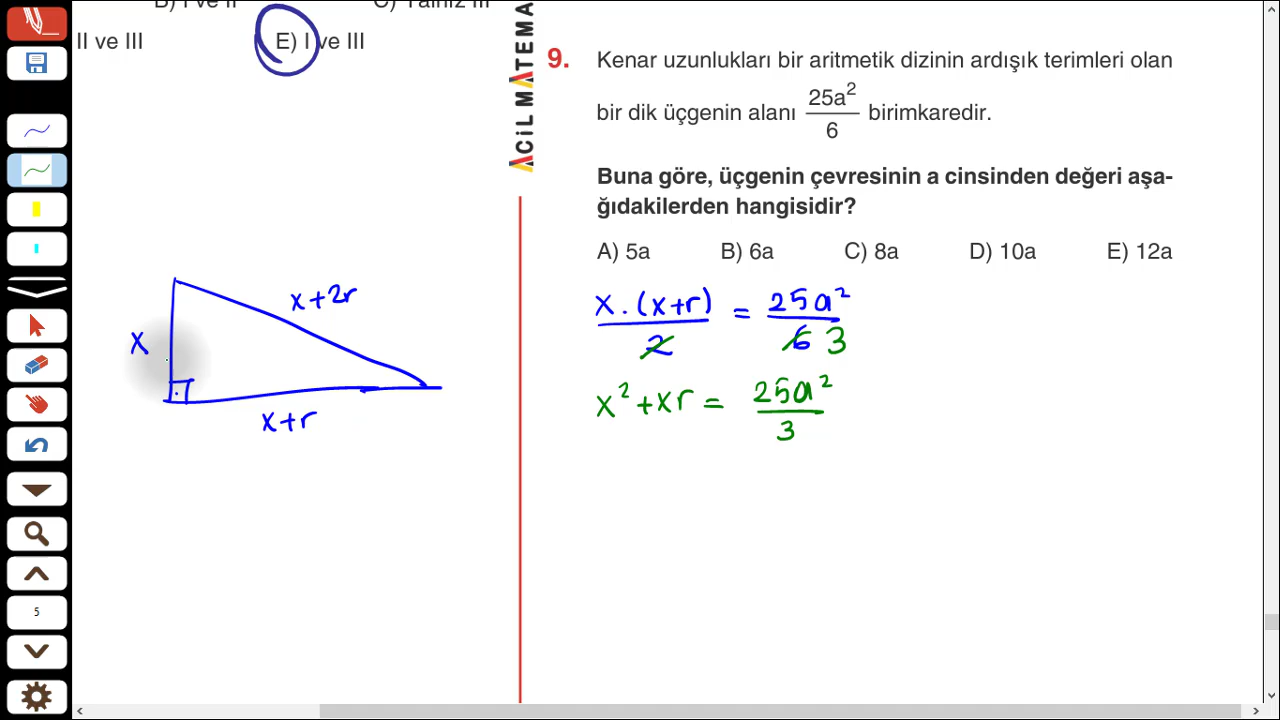 B) I ve II
C) Yalnız III
II ve III
E) I ve III
ACİL MATEMA
9. Kenar uzunlukları bir aritmetik dizinin ardışık terimleri olan
bir dik üçgenin alanı 25a²/6 birimkaredir.
Buna göre, üçgenin çevresinin a cinsinden değeri aşa-
ğıdakilerden hangisidir?
A) 5a B) 6a C) 8a D) 10a E) 12a
x
x+2r
x+r
x.(x+r)/2 = 25a²/6 3
x²+xr = 25a²/3
5